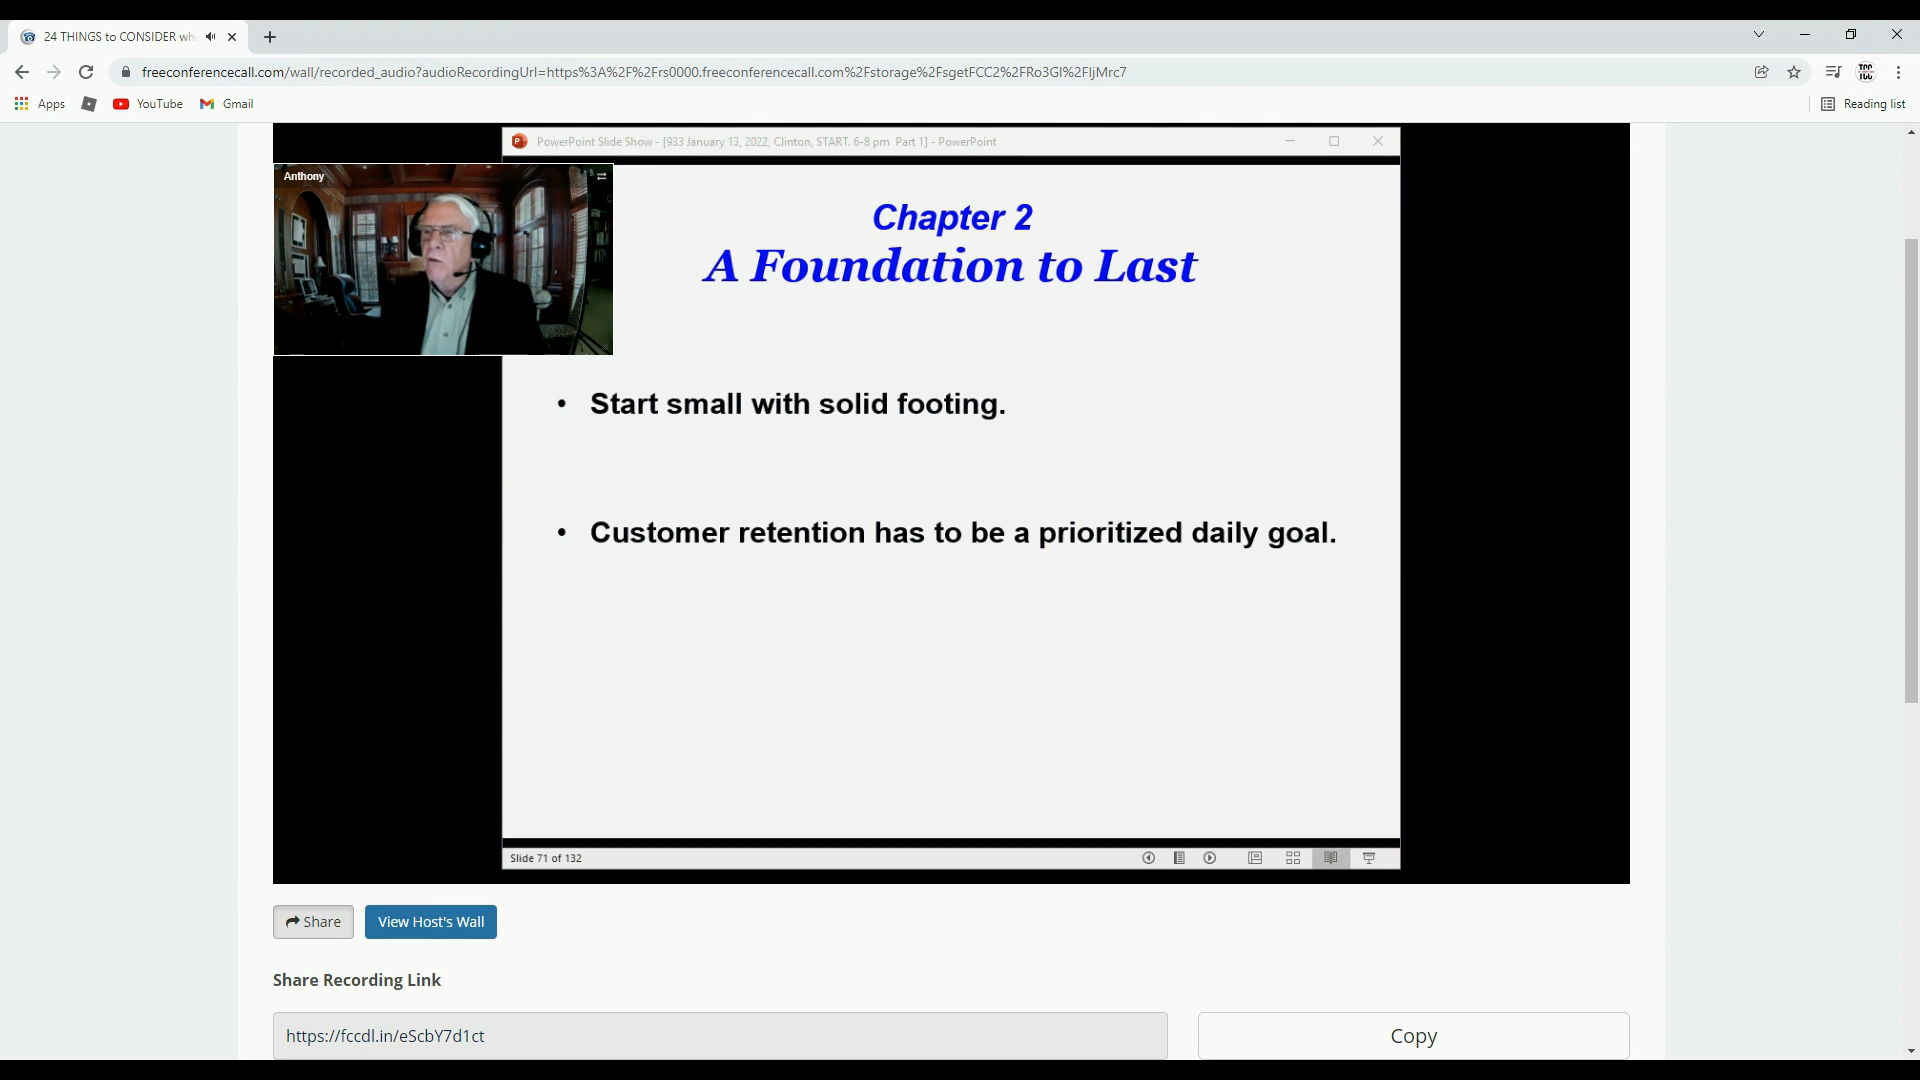 24 THINGS to CONSIDER wh
freeconferencecall.com/wall/recorded_audio?audioRecordingUrl=https%3A%2F%2Frs0000.freeconferencecall.com%2Fstorage%2FsgetFCC2%2FRo3Gl%2FIjMrc7
Apps
YouTube
Gmail
Reading list
PowerPoint Slide Show - [933 January 13, 2022, Clinton, START. 6-8 pm  Part 1] - PowerPoint
Anthony
Chapter 2
A Foundation to Last
• Start small with solid footing.
• Customer retention has to be a prioritized daily goal.
Slide 71 of 132
Share
View Host's Wall
Share Recording Link
https://fccdl.in/eScbY7d1ct
Copy